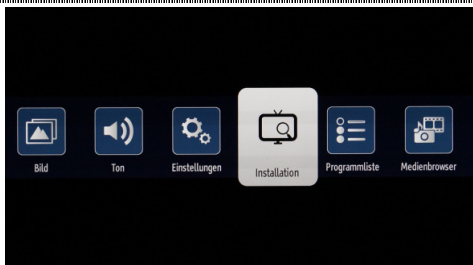 Bild
Ton
Einstellungen
Installation
Programmliste
Medienbrowser